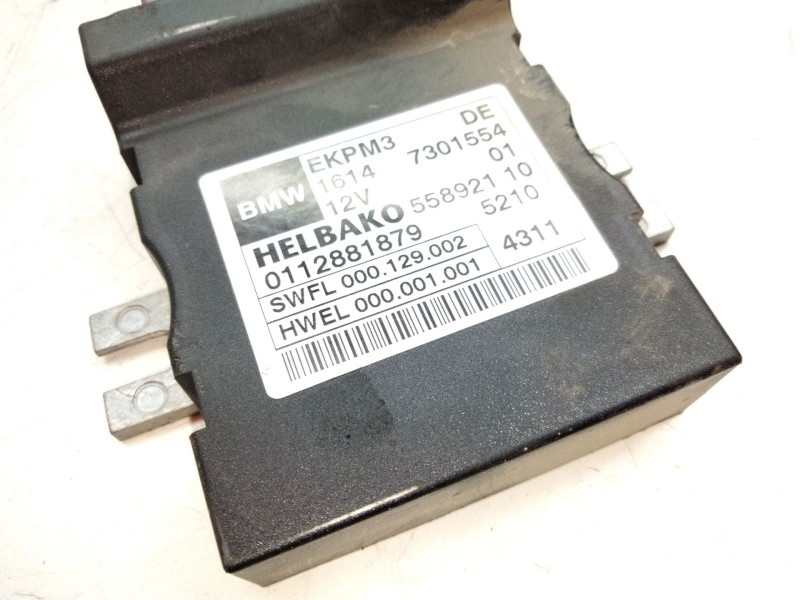 BMW EKPM3 DE
1614 7301554
12V 01
HELBAKO 558921 10
0112881879 5210
SWFL 000.129.002
HWEL 000.001.001 4311